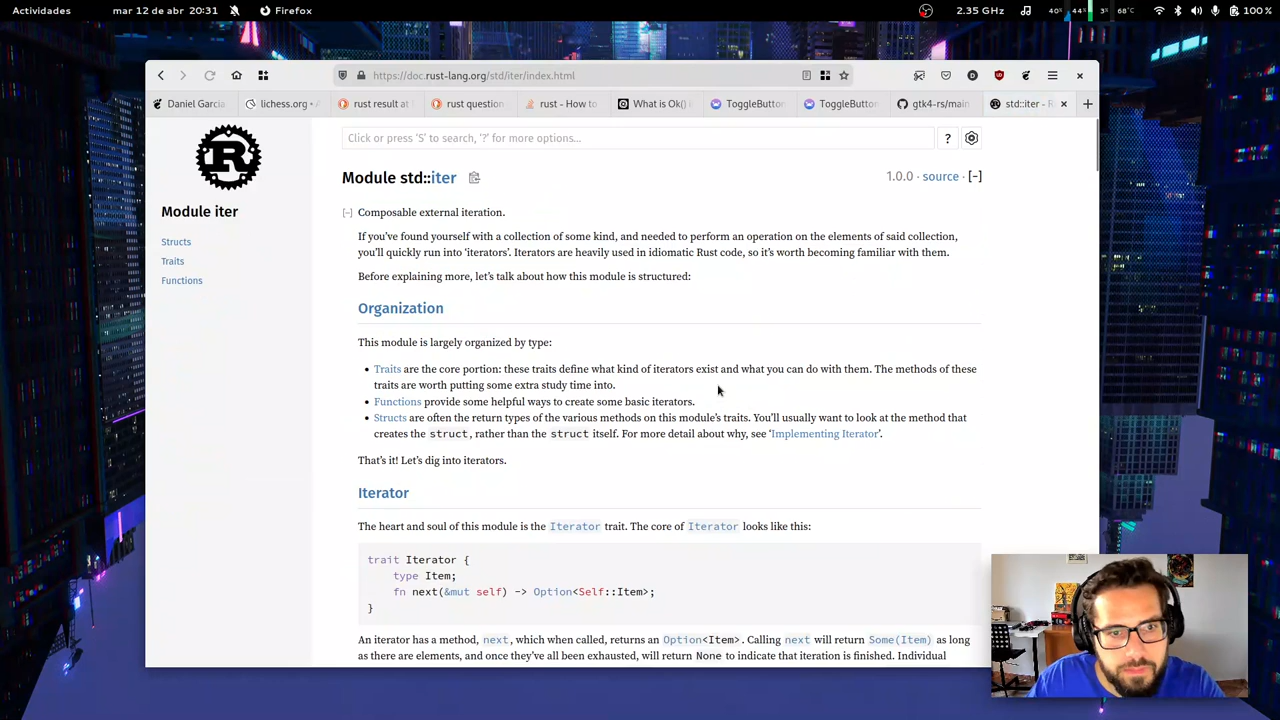 Actividades
mar 12 de abr 20:31
Firefox
2.35 GHz
40%
44%
3%
68°C
100 %
https://doc.rust-lang.org/std/iter/index.html
Daniel Garcia
lichess.org • A
rust result at
rust question
rust - How to
What is Ok()
ToggleButton
ToggleButton
gtk4-rs/main
std::iter - R
Click or press 'S' to search, '?' for more options…
?
Module std::iter
1.0.0 · source · [-]
Module iter
Structs
Traits
Functions
[-] Composable external iteration.
If you've found yourself with a collection of some kind, and needed to perform an operation on the elements of said collection,
you'll quickly run into 'iterators'. Iterators are heavily used in idiomatic Rust code, so it's worth becoming familiar with them.
Before explaining more, let's talk about how this module is structured:
Organization
This module is largely organized by type:
• Traits are the core portion: these traits define what kind of iterators exist and what you can do with them. The methods of these
traits are worth putting some extra study time into.
• Functions provide some helpful ways to create some basic iterators.
• Structs are often the return types of the various methods on this module's traits. You'll usually want to look at the method that
creates the struct, rather than the struct itself. For more detail about why, see 'Implementing Iterator'.
That's it! Let's dig into iterators.
Iterator
The heart and soul of this module is the Iterator trait. The core of Iterator looks like this:
trait Iterator {
type Item;
fn next(&mut self) -> Option<Self::Item>;
}
An iterator has a method, next, which when called, returns an Option<Item>. Calling next will return Some(Item) as long
as there are elements, and once they've all been exhausted, will return None to indicate that iteration is finished. Individual